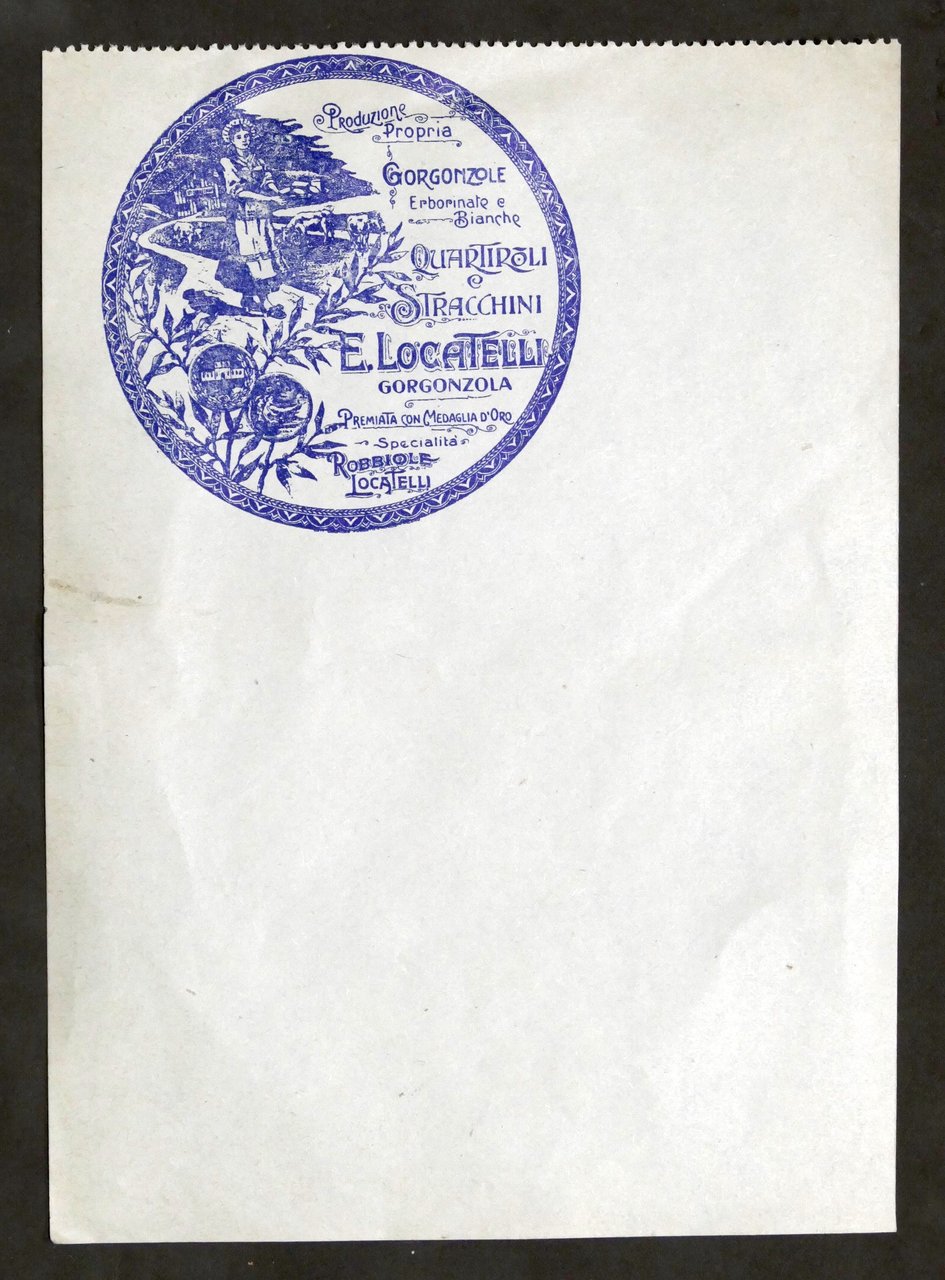 Produzione
Propria
GORGONZOLE
Erborinate e
Bianche
QUARTIROLI
e
STRACCHINI
E. LOCATELLI
GORGONZOLA
PREMIATA CON MEDAGLIA D'ORO
Specialità
ROBBIOLE
LOCATELLI